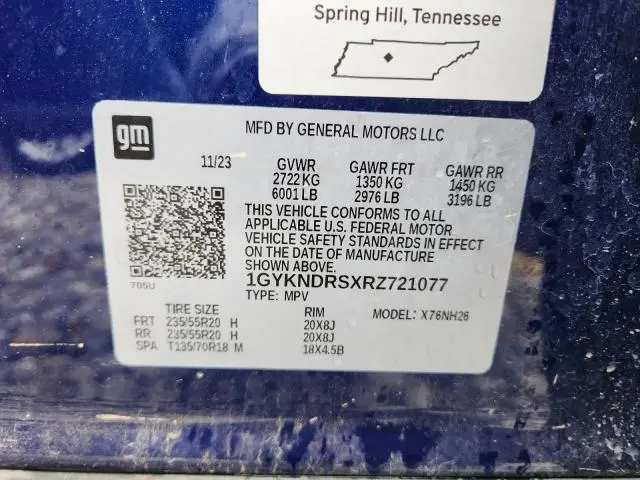 Spring Hill, Tennessee
gm
MFD BY GENERAL MOTORS LLC
11/23 GVWR GAWR FRT GAWR RR
2722 KG 1350 KG 1450 KG
6001 LB 2976 LB 3196 LB
THIS VEHICLE CONFORMS TO ALL
APPLICABLE U.S. FEDERAL MOTOR
VEHICLE SAFETY STANDARDS IN EFFECT
ON THE DATE OF MANUFACTURE
SHOWN ABOVE.
705U
1GYKNDRSXRZ721077
TYPE: MPV
TIRE SIZE RIM MODEL: X76NH26
FRT 235/55R20 H 20X8J
RR 235/55R20 H 20X8J
SPA T135/70R18 M 18X4.5B